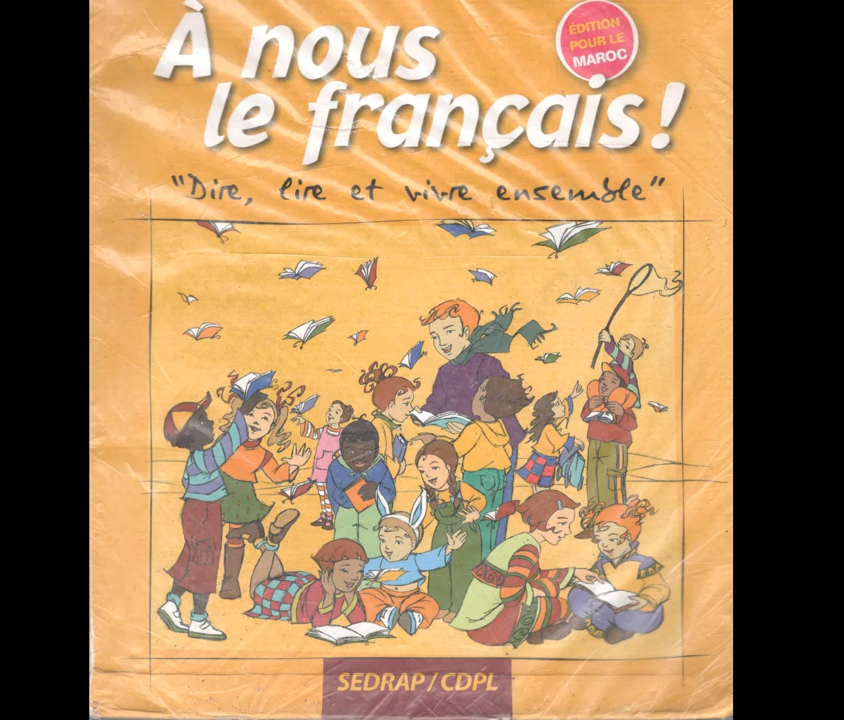 À nous
le français !
ÉDITION
POUR LE
MAROC
"Dire, lire et vivre ensemble"
SEDRAP / CDPL